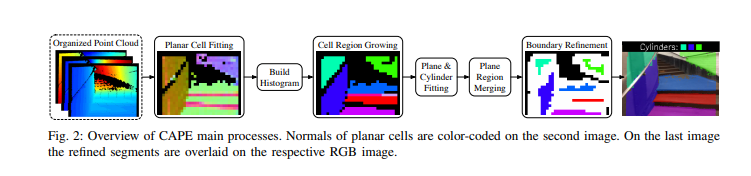 Organized Point Cloud
Planar Cell Fitting
Build
Histogram
Cell Region Growing
Plane &
Cylinder
Fitting
Plane
Region
Merging
Boundary Refinement
Cylinders:
Fig. 2: Overview of CAPE main processes. Normals of planar cells are color-coded on the second image. On the last image
the refined segments are overlaid on the respective RGB image.